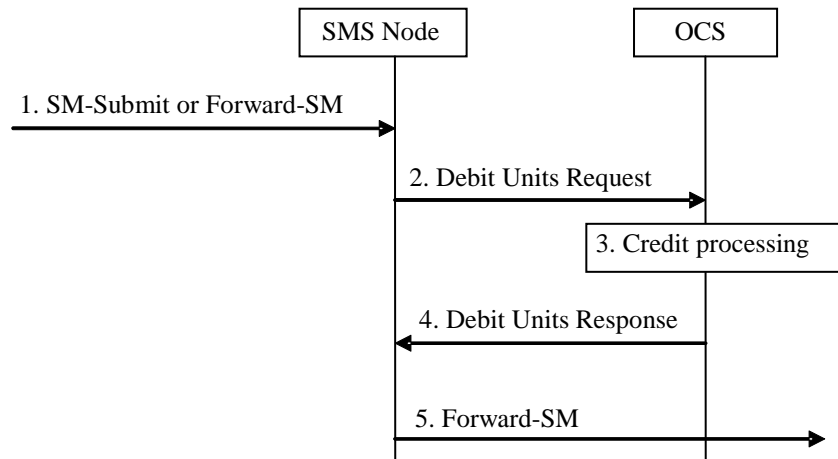 SMS Node
OCS
1. SM-Submit or Forward-SM
2. Debit Units Request
3. Credit processing
4. Debit Units Response
5. Forward-SM